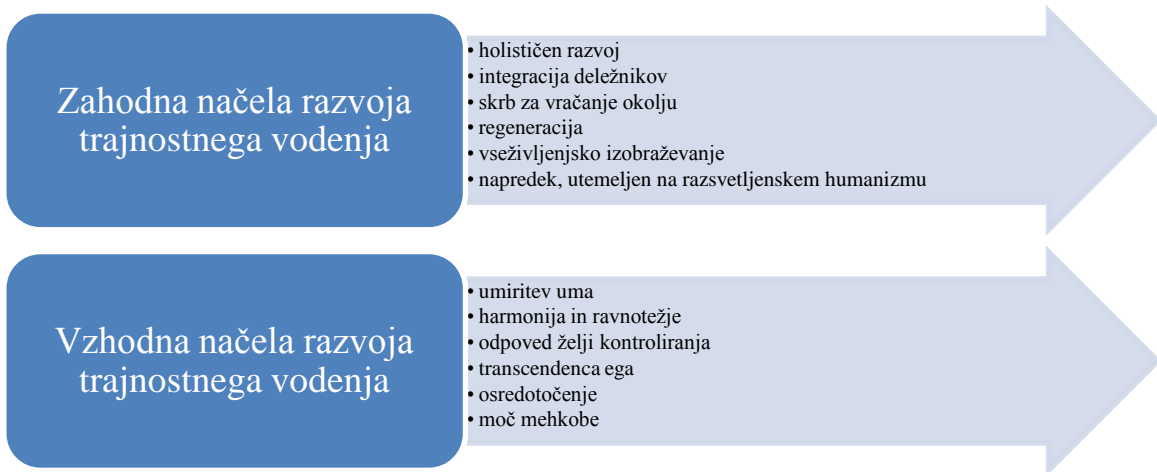 Zahodna načela razvoja
trajnostnega vodenja
• holističen razvoj
• integracija deležnikov
• skrb za vračanje okolju
• regeneracija
• vseživljenjsko izobraževanje
• napredek, utemeljen na razsvetljenskem humanizmu
Vzhodna načela razvoja
trajnostnega vodenja
• umiritev uma
• harmonija in ravnotežje
• odpoved želji kontroliranja
• transcendenca ega
• osredotočenje
• moč mehkobe